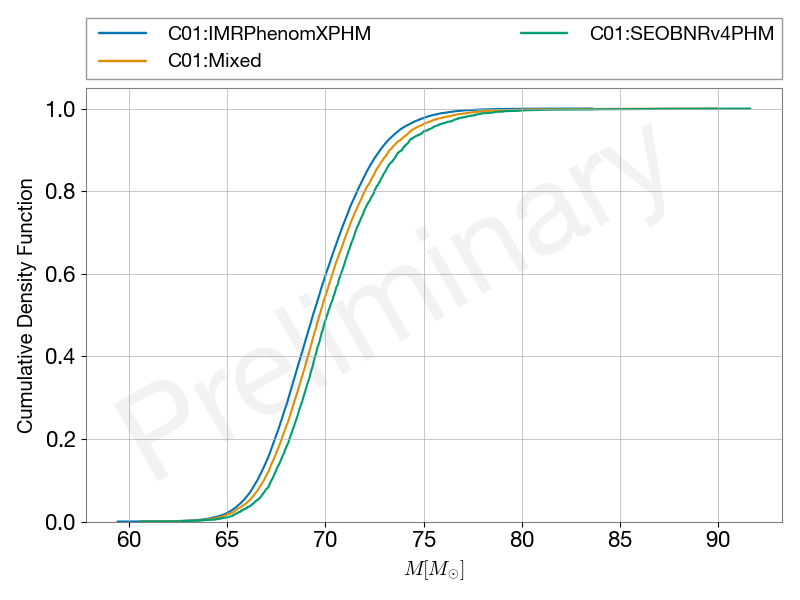 C01:IMRPhenomXPHM
C01:SEOBNRv4PHM
C01:Mixed
Cumulative Density Function
1.0
0.8
0.6
0.4
0.2
0.0
Preliminary
60 65 70 75 80 85 90
M[M⊙]